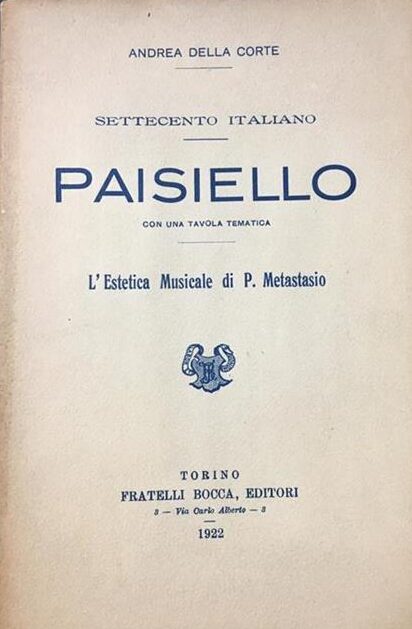 ANDREA DELLA CORTE
SETTECENTO ITALIANO
PAISIELLO
CON UNA TAVOLA TEMATICA
L' Estetica Musicale di P. Metastasio
TORINO
FRATELLI BOCCA, EDITORI
3 — Via Carlo Alberto — 3
1922